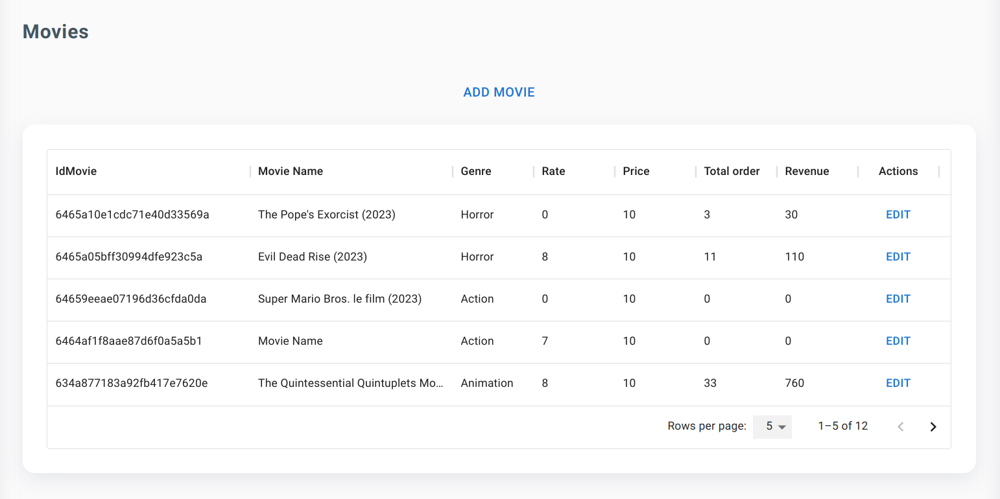 Movies
ADD MOVIE
IdMovie Movie Name Genre Rate Price Total order Revenue Actions
6465a10e1cdc71e40d33569a The Pope's Exorcist (2023) Horror 0 10 3 30 EDIT
6465a05bff30994dfe923c5a Evil Dead Rise (2023) Horror 8 10 11 110 EDIT
64659eeae07196d36cfda0da Super Mario Bros. le film (2023) Action 0 10 0 0 EDIT
6464af1f8aae87d6f0a5a5b1 Movie Name Action 7 10 0 0 EDIT
634a877183a92fb417e7620e The Quintessential Quintuplets Mo... Animation 8 10 33 760 EDIT
Rows per page: 5 1–5 of 12